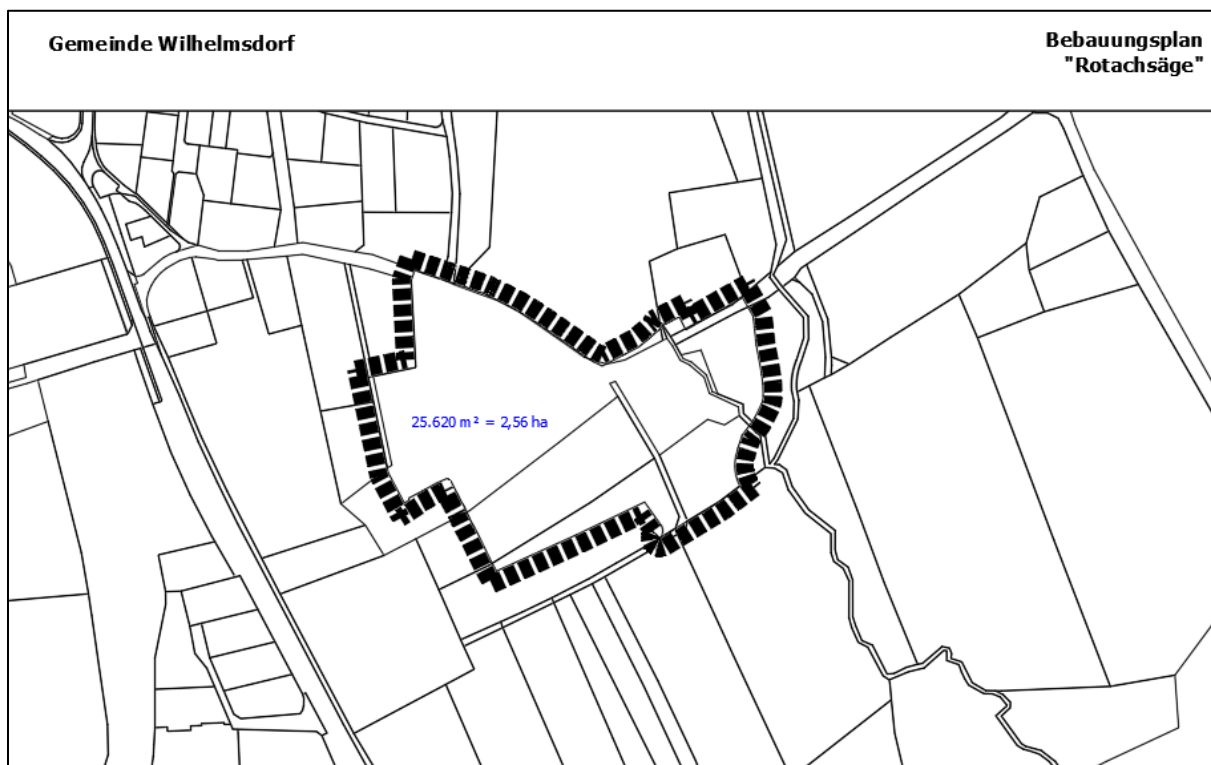 Gemeinde Wilhelmsdorf
Bebauungsplan
"Rotachsäge"
25.620 m² = 2,56 ha